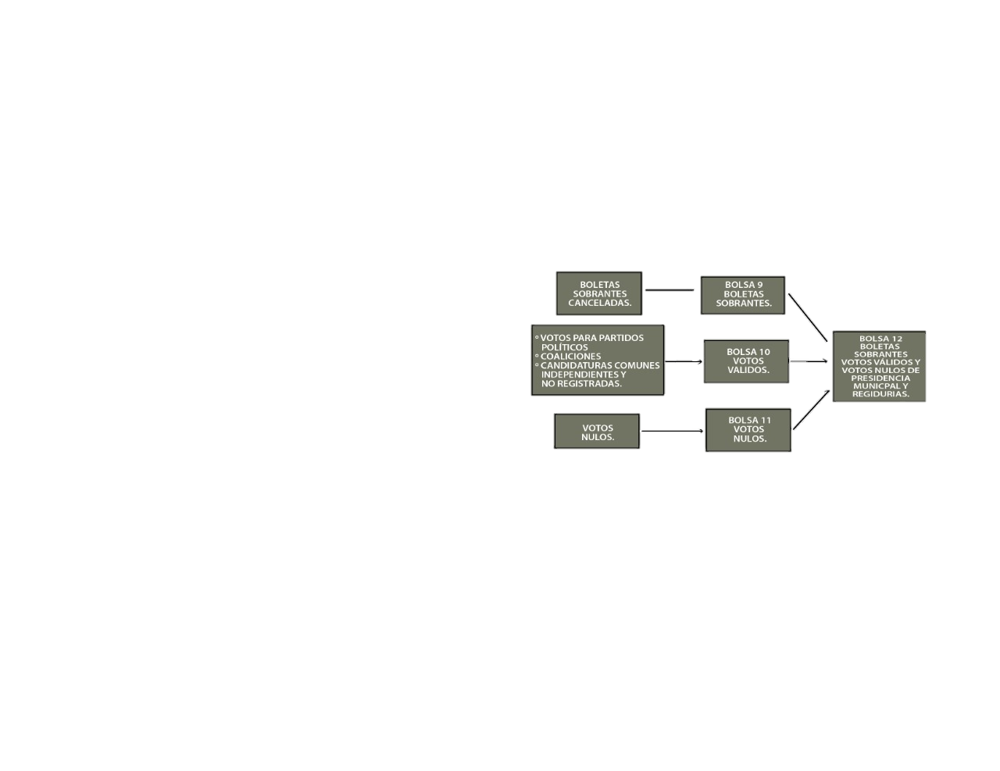 BOLETAS
SOBRANTES
CANCELADAS.
BOLSA 9
BOLETAS
SOBRANTES.
° VOTOS PARA PARTIDOS
POLÍTICOS
° COALICIONES
° CANDIDATURAS COMUNES
INDEPENDIENTES Y
NO REGISTRADAS.
BOLSA 10
VOTOS
VALIDOS.
VOTOS
NULOS.
BOLSA 11
VOTOS
NULOS.
BOLSA 12
BOLETAS
SOBRANTES
VOTOS VÁLIDOS Y
VOTOS NULOS DE
PRESIDENCIA
MUNICPAL Y
REGIDURIAS.